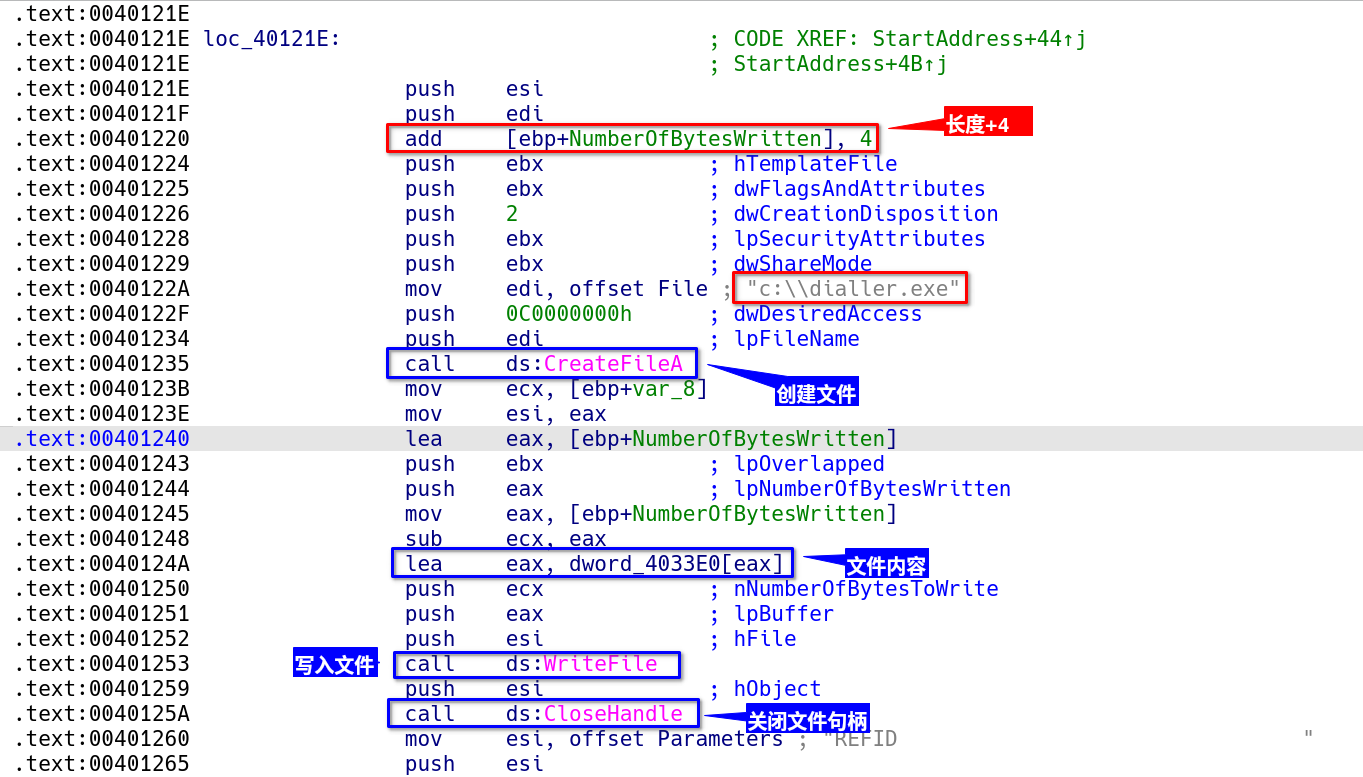 .text:0040121E
.text:0040121E loc_40121E: ; CODE XREF: StartAddress+44↑j
.text:0040121E ; StartAddress+4B↑j
.text:0040121E push esi
.text:0040121F push edi
.text:00401220 add [ebp+NumberOfBytesWritten], 4 长度+4
.text:00401224 push ebx ; hTemplateFile
.text:00401225 push ebx ; dwFlagsAndAttributes
.text:00401226 push 2 ; dwCreationDisposition
.text:00401228 push ebx ; lpSecurityAttributes
.text:00401229 push ebx ; dwShareMode
.text:0040122A mov edi, offset File ; "c:\\dialler.exe"
.text:0040122F push 0C0000000h ; dwDesiredAccess
.text:00401234 push edi ; lpFileName
.text:00401235 call ds:CreateFileA
创建文件
.text:0040123B mov ecx, [ebp+var_8]
.text:0040123E mov esi, eax
.text:00401240 lea eax, [ebp+NumberOfBytesWritten]
.text:00401243 push ebx ; lpOverlapped
.text:00401244 push eax ; lpNumberOfBytesWritten
.text:00401245 mov eax, [ebp+NumberOfBytesWritten]
.text:00401248 sub ecx, eax
.text:0040124A lea eax, dword_4033E0[eax] 文件内容
.text:00401250 push ecx ; nNumberOfBytesToWrite
.text:00401251 push eax ; lpBuffer
.text:00401252 push esi ; hFile
.text:00401253 写入文件 call ds:WriteFile
.text:00401259 push esi ; hObject
.text:0040125A call ds:CloseHandle 关闭文件句柄
.text:00401260 mov esi, offset Parameters ; "REFID "
.text:00401265 push esi